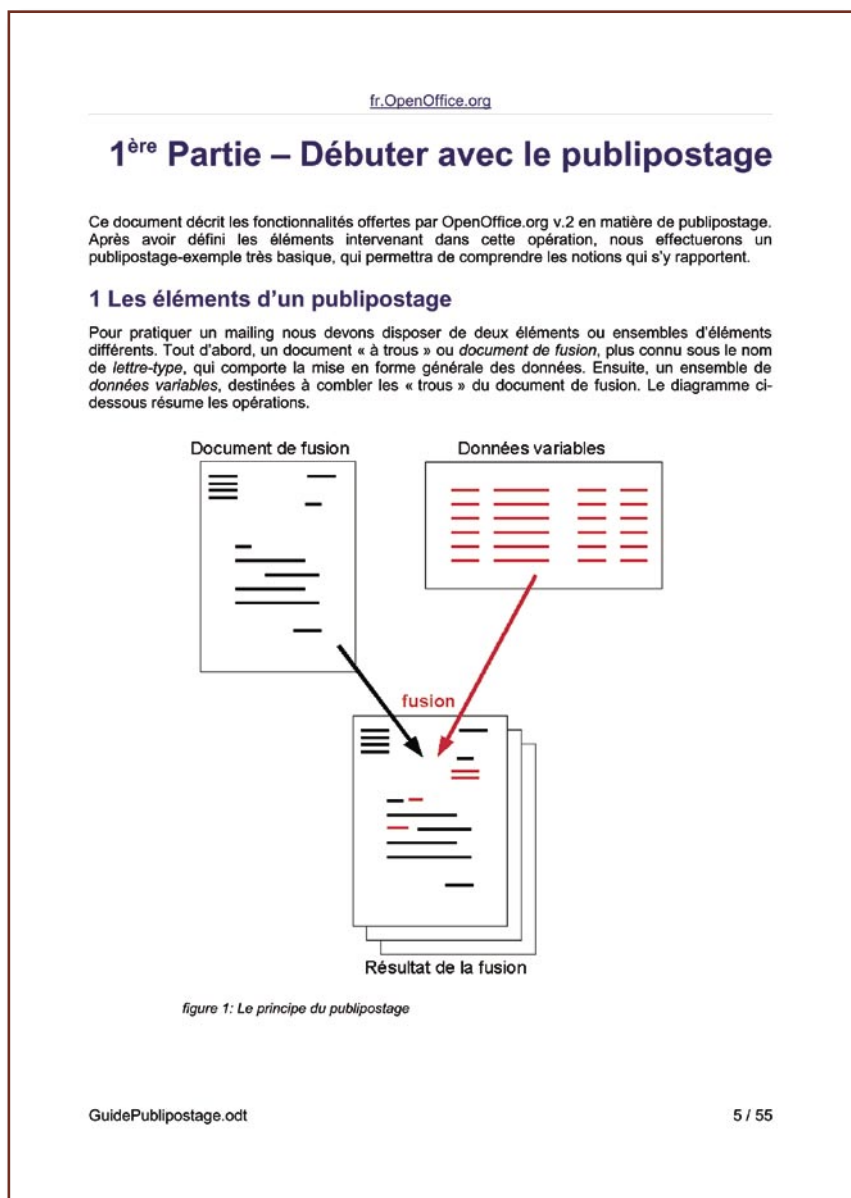 fr.OpenOffice.org
1ère Partie – Débuter avec le publipostage
Ce document décrit les fonctionnalités offertes par OpenOffice.org v.2 en matière de publipostage.
Après avoir défini les éléments intervenant dans cette opération, nous effectuerons un
publipostage-exemple très basique, qui permettra de comprendre les notions qui s'y rapportent.
1 Les éléments d'un publipostage
Pour pratiquer un mailing nous devons disposer de deux éléments ou ensembles d'éléments
différents. Tout d'abord, un document « à trous » ou document de fusion, plus connu sous le nom
de lettre-type, qui comporte la mise en forme générale des données. Ensuite, un ensemble de
données variables, destinées à combler les « trous » du document de fusion. Le diagramme ci-
dessous résume les opérations.
Document de fusion
Données variables
fusion
Résultat de la fusion
figure 1: Le principe du publipostage
GuidePublipostage.odt
5 / 55